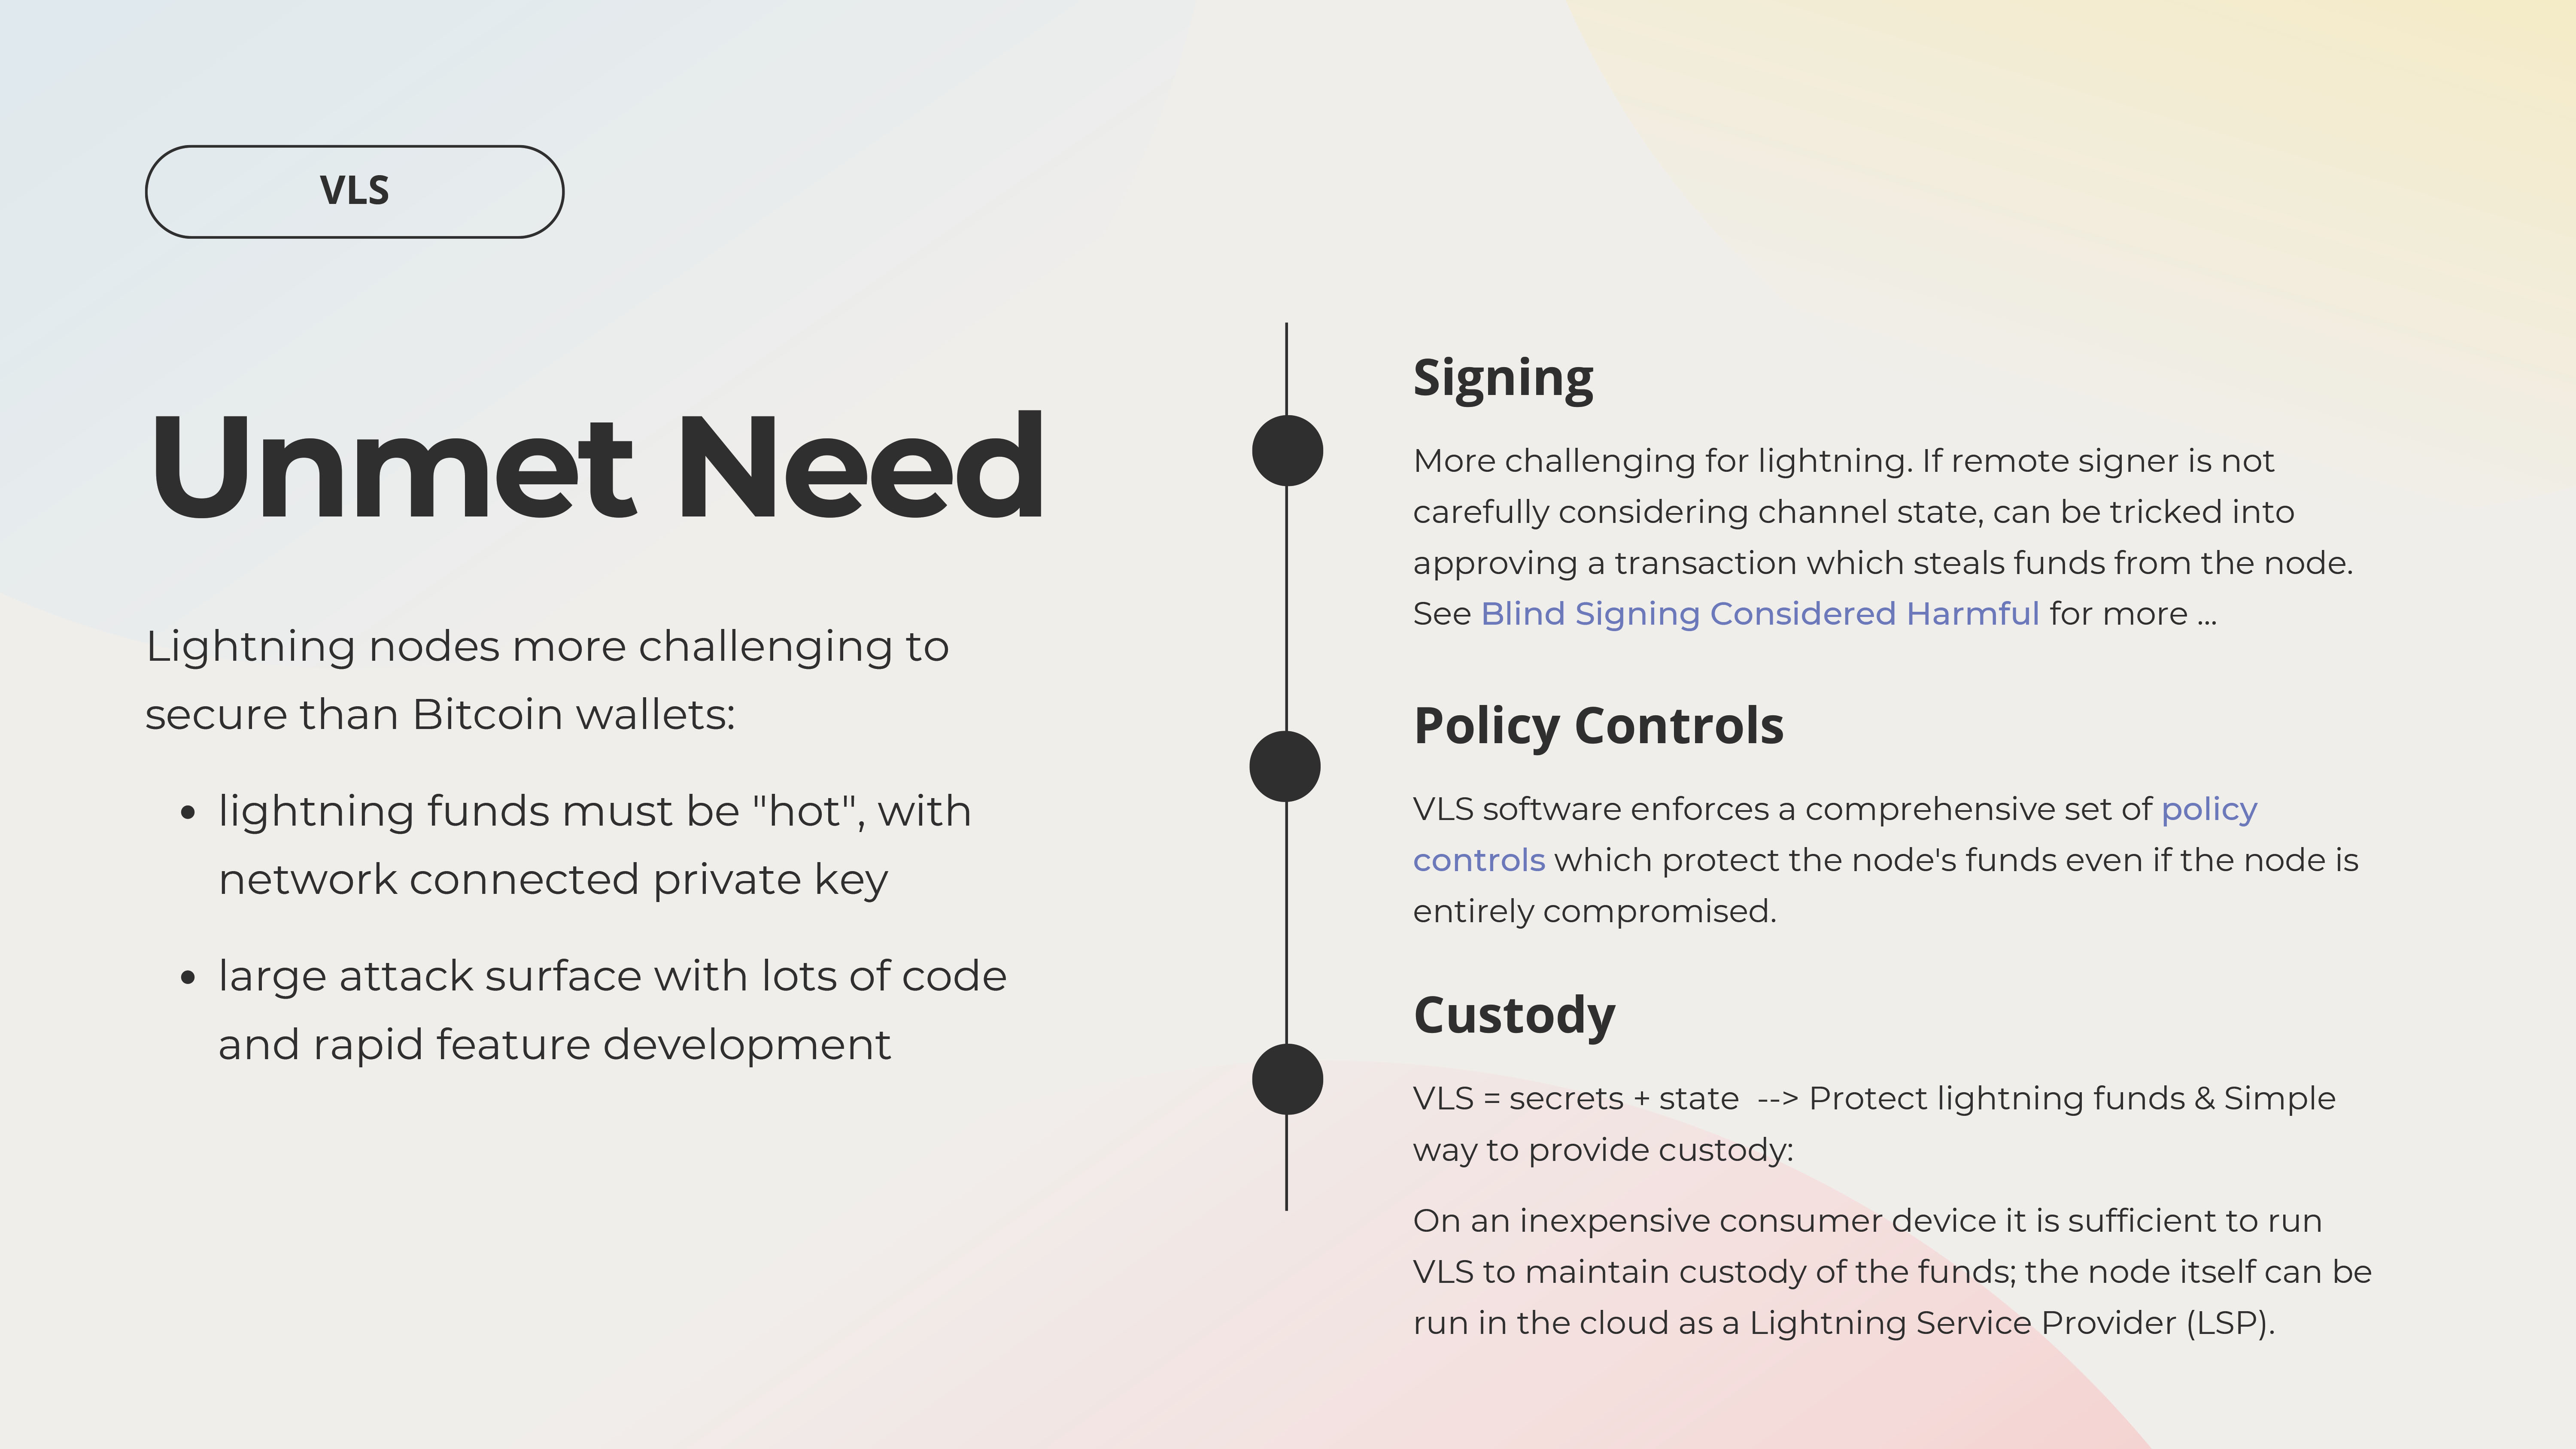 VLS
Unmet Need
Lightning nodes more challenging to
secure than Bitcoin wallets:
• lightning funds must be "hot", with
network connected private key
• large attack surface with lots of code
and rapid feature development
Signing
More challenging for lightning. If remote signer is not
carefully considering channel state, can be tricked into
approving a transaction which steals funds from the node.
See Blind Signing Considered Harmful for more ...
Policy Controls
VLS software enforces a comprehensive set of policy
controls which protect the node's funds even if the node is
entirely compromised.
Custody
VLS = secrets + state --> Protect lightning funds & Simple
way to provide custody:
On an inexpensive consumer device it is sufficient to run
VLS to maintain custody of the funds; the node itself can be
run in the cloud as a Lightning Service Provider (LSP).